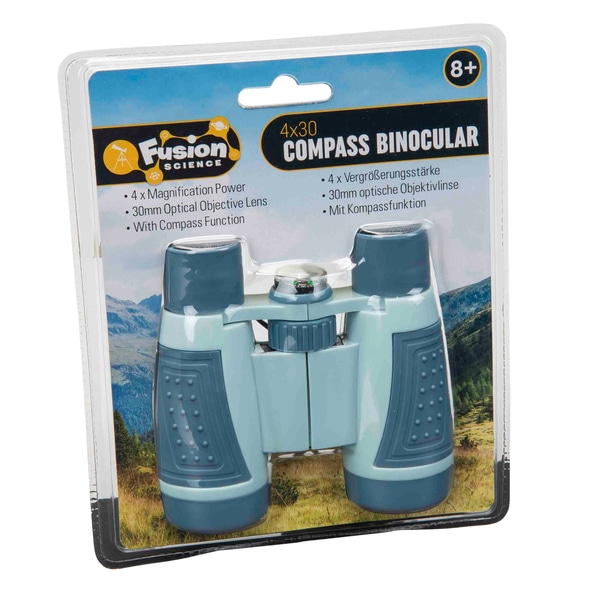 8+
Fusion
SCIENCE
4x30
COMPASS BINOCULAR
• 4 x Magnification Power
• 30mm Optical Objective Lens
• With Compass Function
• 4 x Vergrößerungsstärke
• 30mm optische Objektivlinse
• Mit Kompassfunktion